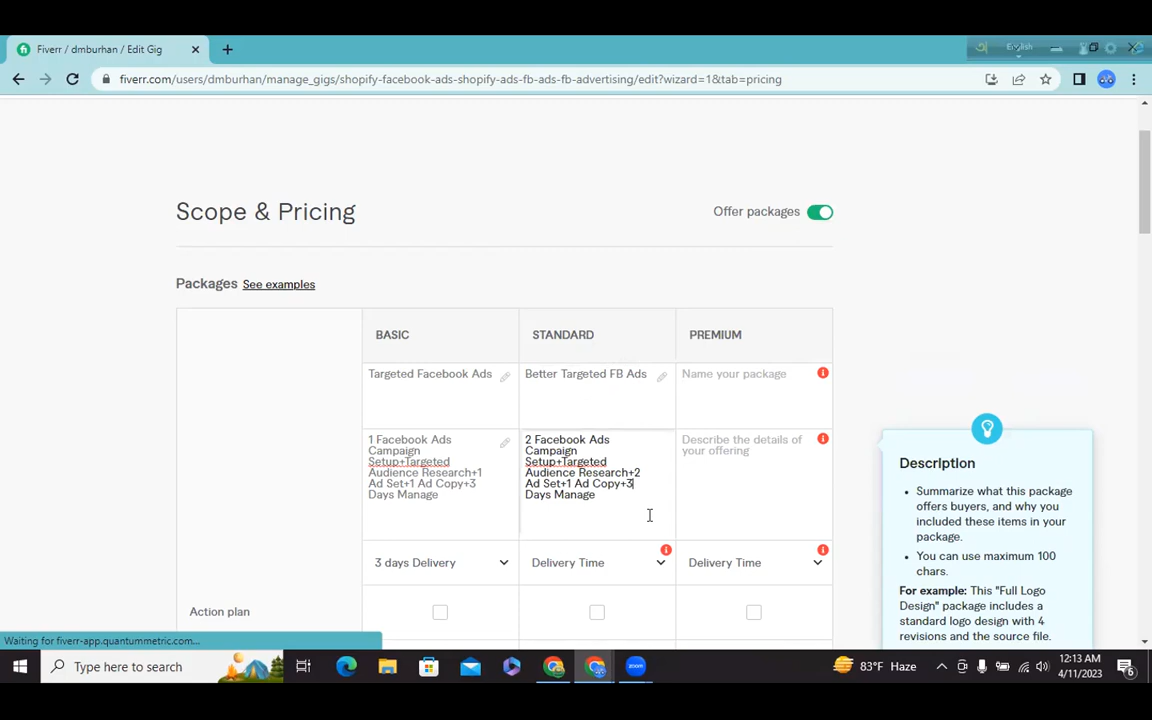 Fiverr / dmburhan / Edit Gig
English
fiverr.com/users/dmburhan/manage_gigs/shopify-facebook-ads-shopify-ads-fb-ads-fb-advertising/edit?wizard=1&tab=pricing
Scope & Pricing
Offer packages
Packages See examples
BASIC
STANDARD
PREMIUM
Targeted Facebook Ads
Better Targeted FB Ads
Name your package
1 Facebook Ads
Campaign
Setup+Targeted
Audience Research+1
Ad Set+1 Ad Copy+3
Days Manage
2 Facebook Ads
Campaign
Setup+Targeted
Audience Research+2
Ad Set+1 Ad Copy+3
Days Manage
Describe the details of
your offering
3 days Delivery
Delivery Time
Delivery Time
Action plan
Description
• Summarize what this package
offers buyers, and why you
included these items in your
package.
• You can use maximum 100
chars.
For example: This "Full Logo
Design" package includes a
standard logo design with 4
revisions and the source file.
Waiting for fiverr-app.quantummetric.com...
Type here to search
zoom
83°F Haze
12:13 AM
4/11/2023
6